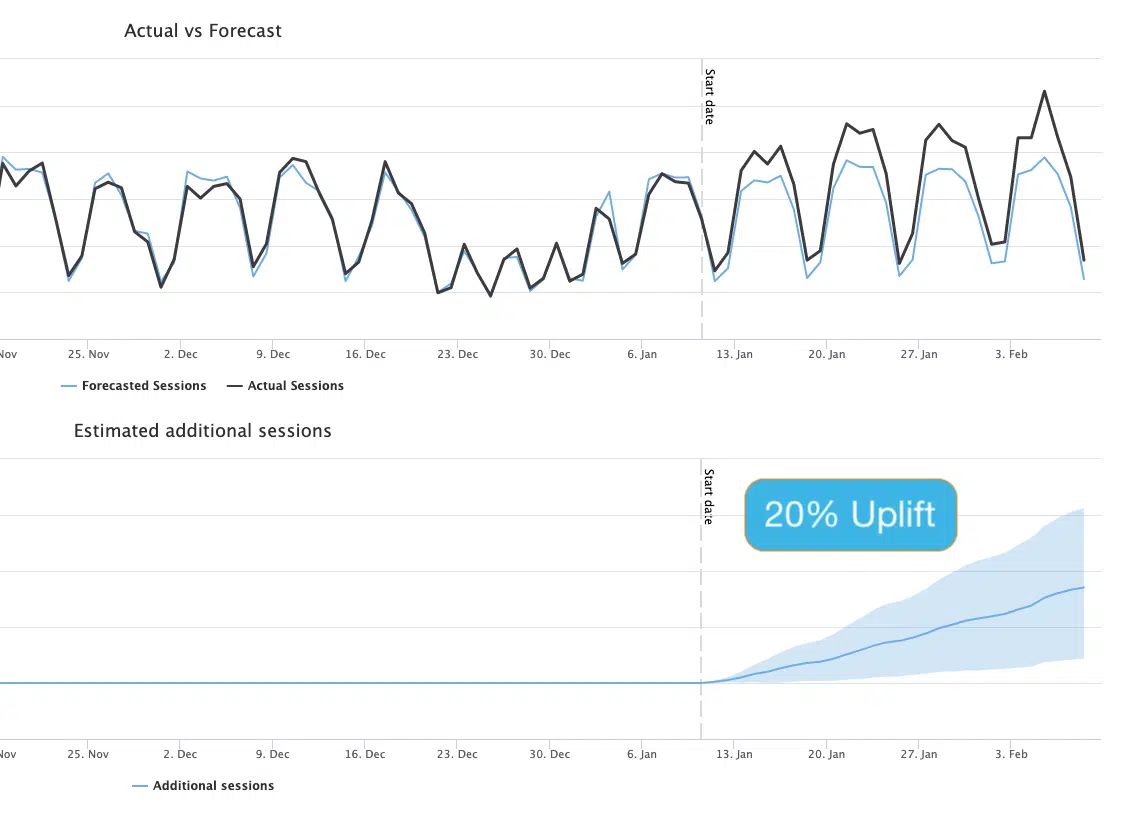 Actual vs Forecast
Start date
Nov 25. Nov 2. Dec 9. Dec 16. Dec 23. Dec 30. Dec 6. Jan 13. Jan 20. Jan 27. Jan 3. Feb
Forecasted Sessions Actual Sessions
Estimated additional sessions
Start date
20% Uplift
Nov 25. Nov 2. Dec 9. Dec 16. Dec 23. Dec 30. Dec 6. Jan 13. Jan 20. Jan 27. Jan 3. Feb
Additional sessions